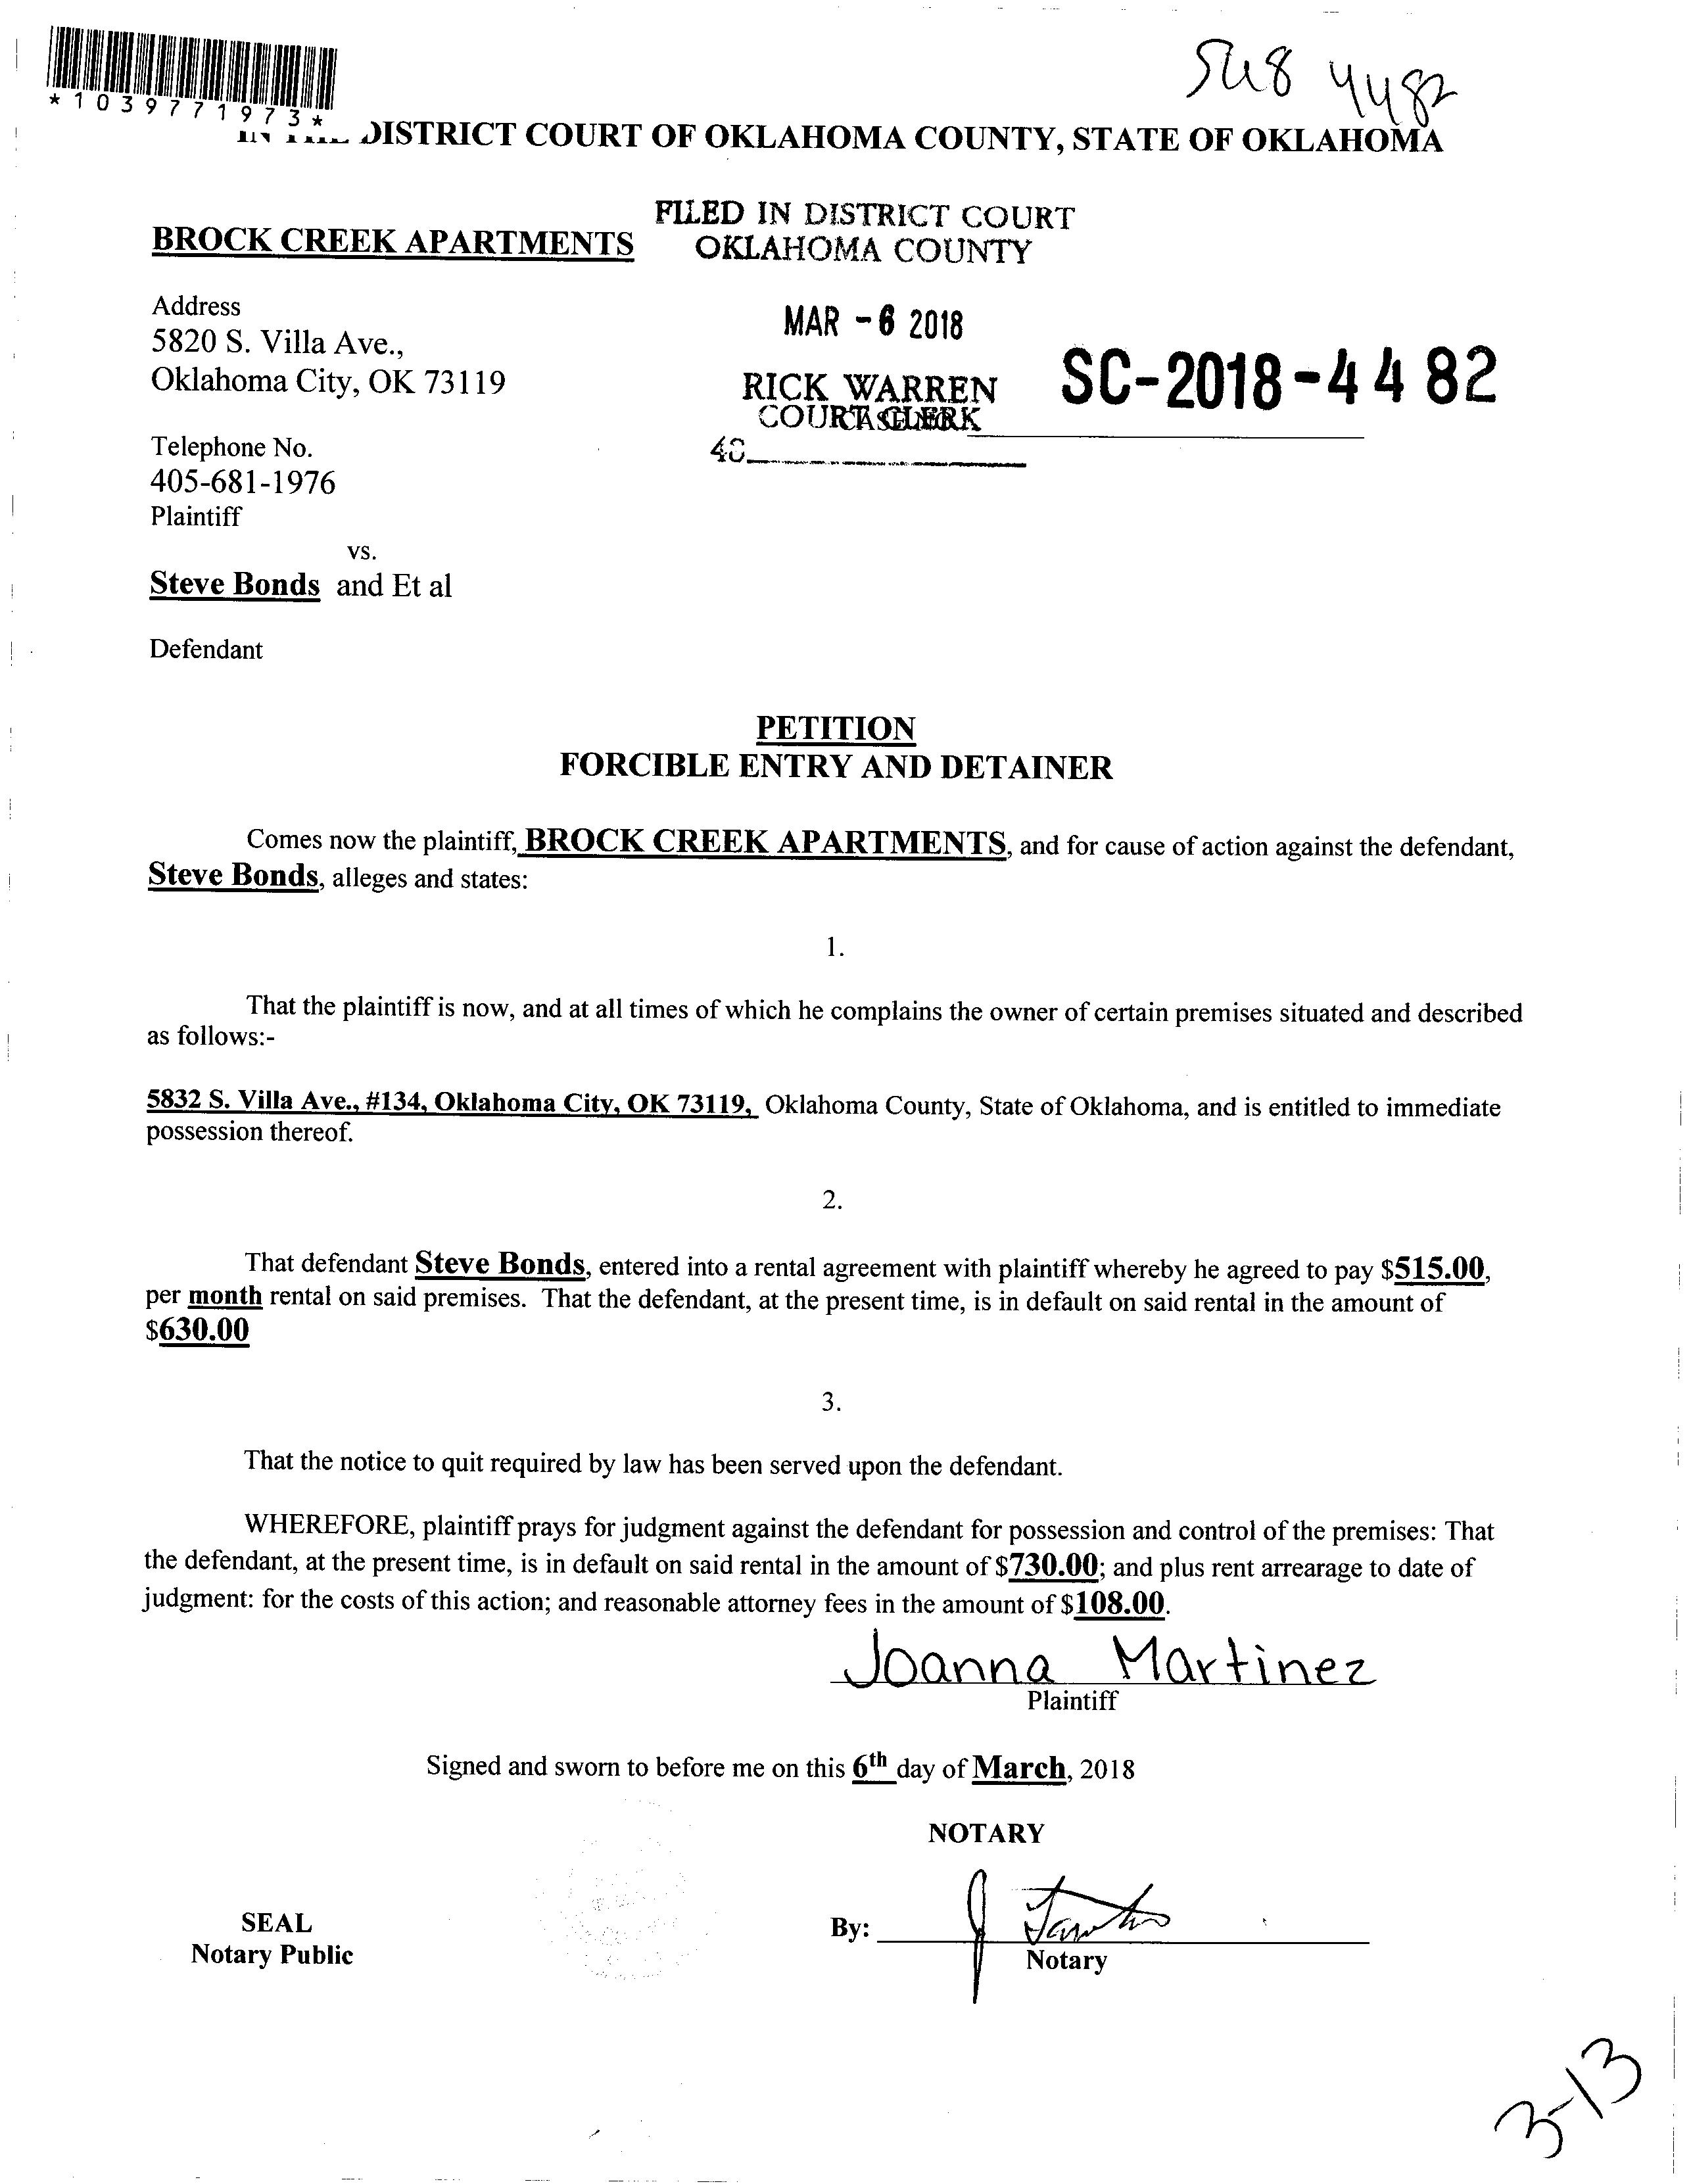 SC18 4482
*1039771973*
IN THE DISTRICT COURT OF OKLAHOMA COUNTY, STATE OF OKLAHOMA
FILED IN DISTRICT COURT
BROCK CREEK APARTMENTS OKLAHOMA COUNTY
Address
MAR - 6 2018
5820 S. Villa Ave.,
Oklahoma City, OK 73119
RICK WARREN SC-2018-4482
COURT CLERK
Telephone No.
40
405-681-1976
Plaintiff
vs.
Steve Bonds and Et al
Defendant
PETITION
FORCIBLE ENTRY AND DETAINER
Comes now the plaintiff, BROCK CREEK APARTMENTS, and for cause of action against the defendant,
Steve Bonds, alleges and states:
1.
That the plaintiff is now, and at all times of which he complains the owner of certain premises situated and described
as follows:-
5832 S. Villa Ave., #134, Oklahoma City, OK 73119, Oklahoma County, State of Oklahoma, and is entitled to immediate
possession thereof.
2.
That defendant Steve Bonds, entered into a rental agreement with plaintiff whereby he agreed to pay $515.00,
per month rental on said premises. That the defendant, at the present time, is in default on said rental in the amount of
$630.00
3.
That the notice to quit required by law has been served upon the defendant.
WHEREFORE, plaintiff prays for judgment against the defendant for possession and control of the premises: That
the defendant, at the present time, is in default on said rental in the amount of $730.00; and plus rent arrearage to date of
judgment: for the costs of this action; and reasonable attorney fees in the amount of $108.00.
Joanna Martinez
Plaintiff
Signed and sworn to before me on this 6th day of March, 2018
NOTARY
SEAL
By:
Notary Public
Notary
3-13